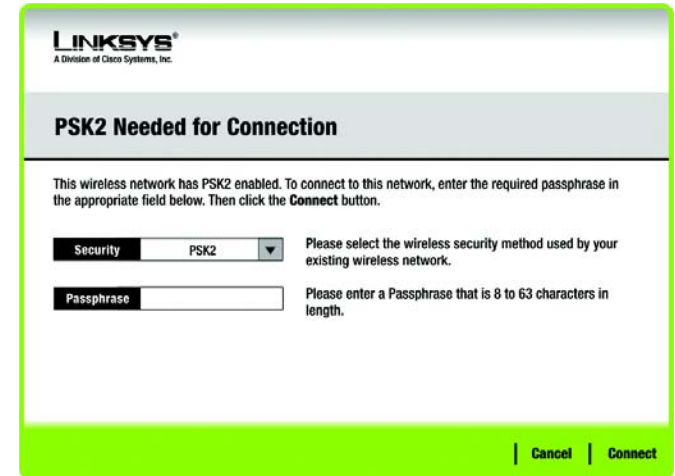 LINKSYS®
A Division of Cisco Systems, Inc.
PSK2 Needed for Connection
This wireless network has PSK2 enabled. To connect to this network, enter the required passphrase in
the appropriate field below. Then click the Connect button.
Security PSK2
Please select the wireless security method used by your
existing wireless network.
Passphrase
Please enter a Passphrase that is 8 to 63 characters in
length.
Cancel Connect